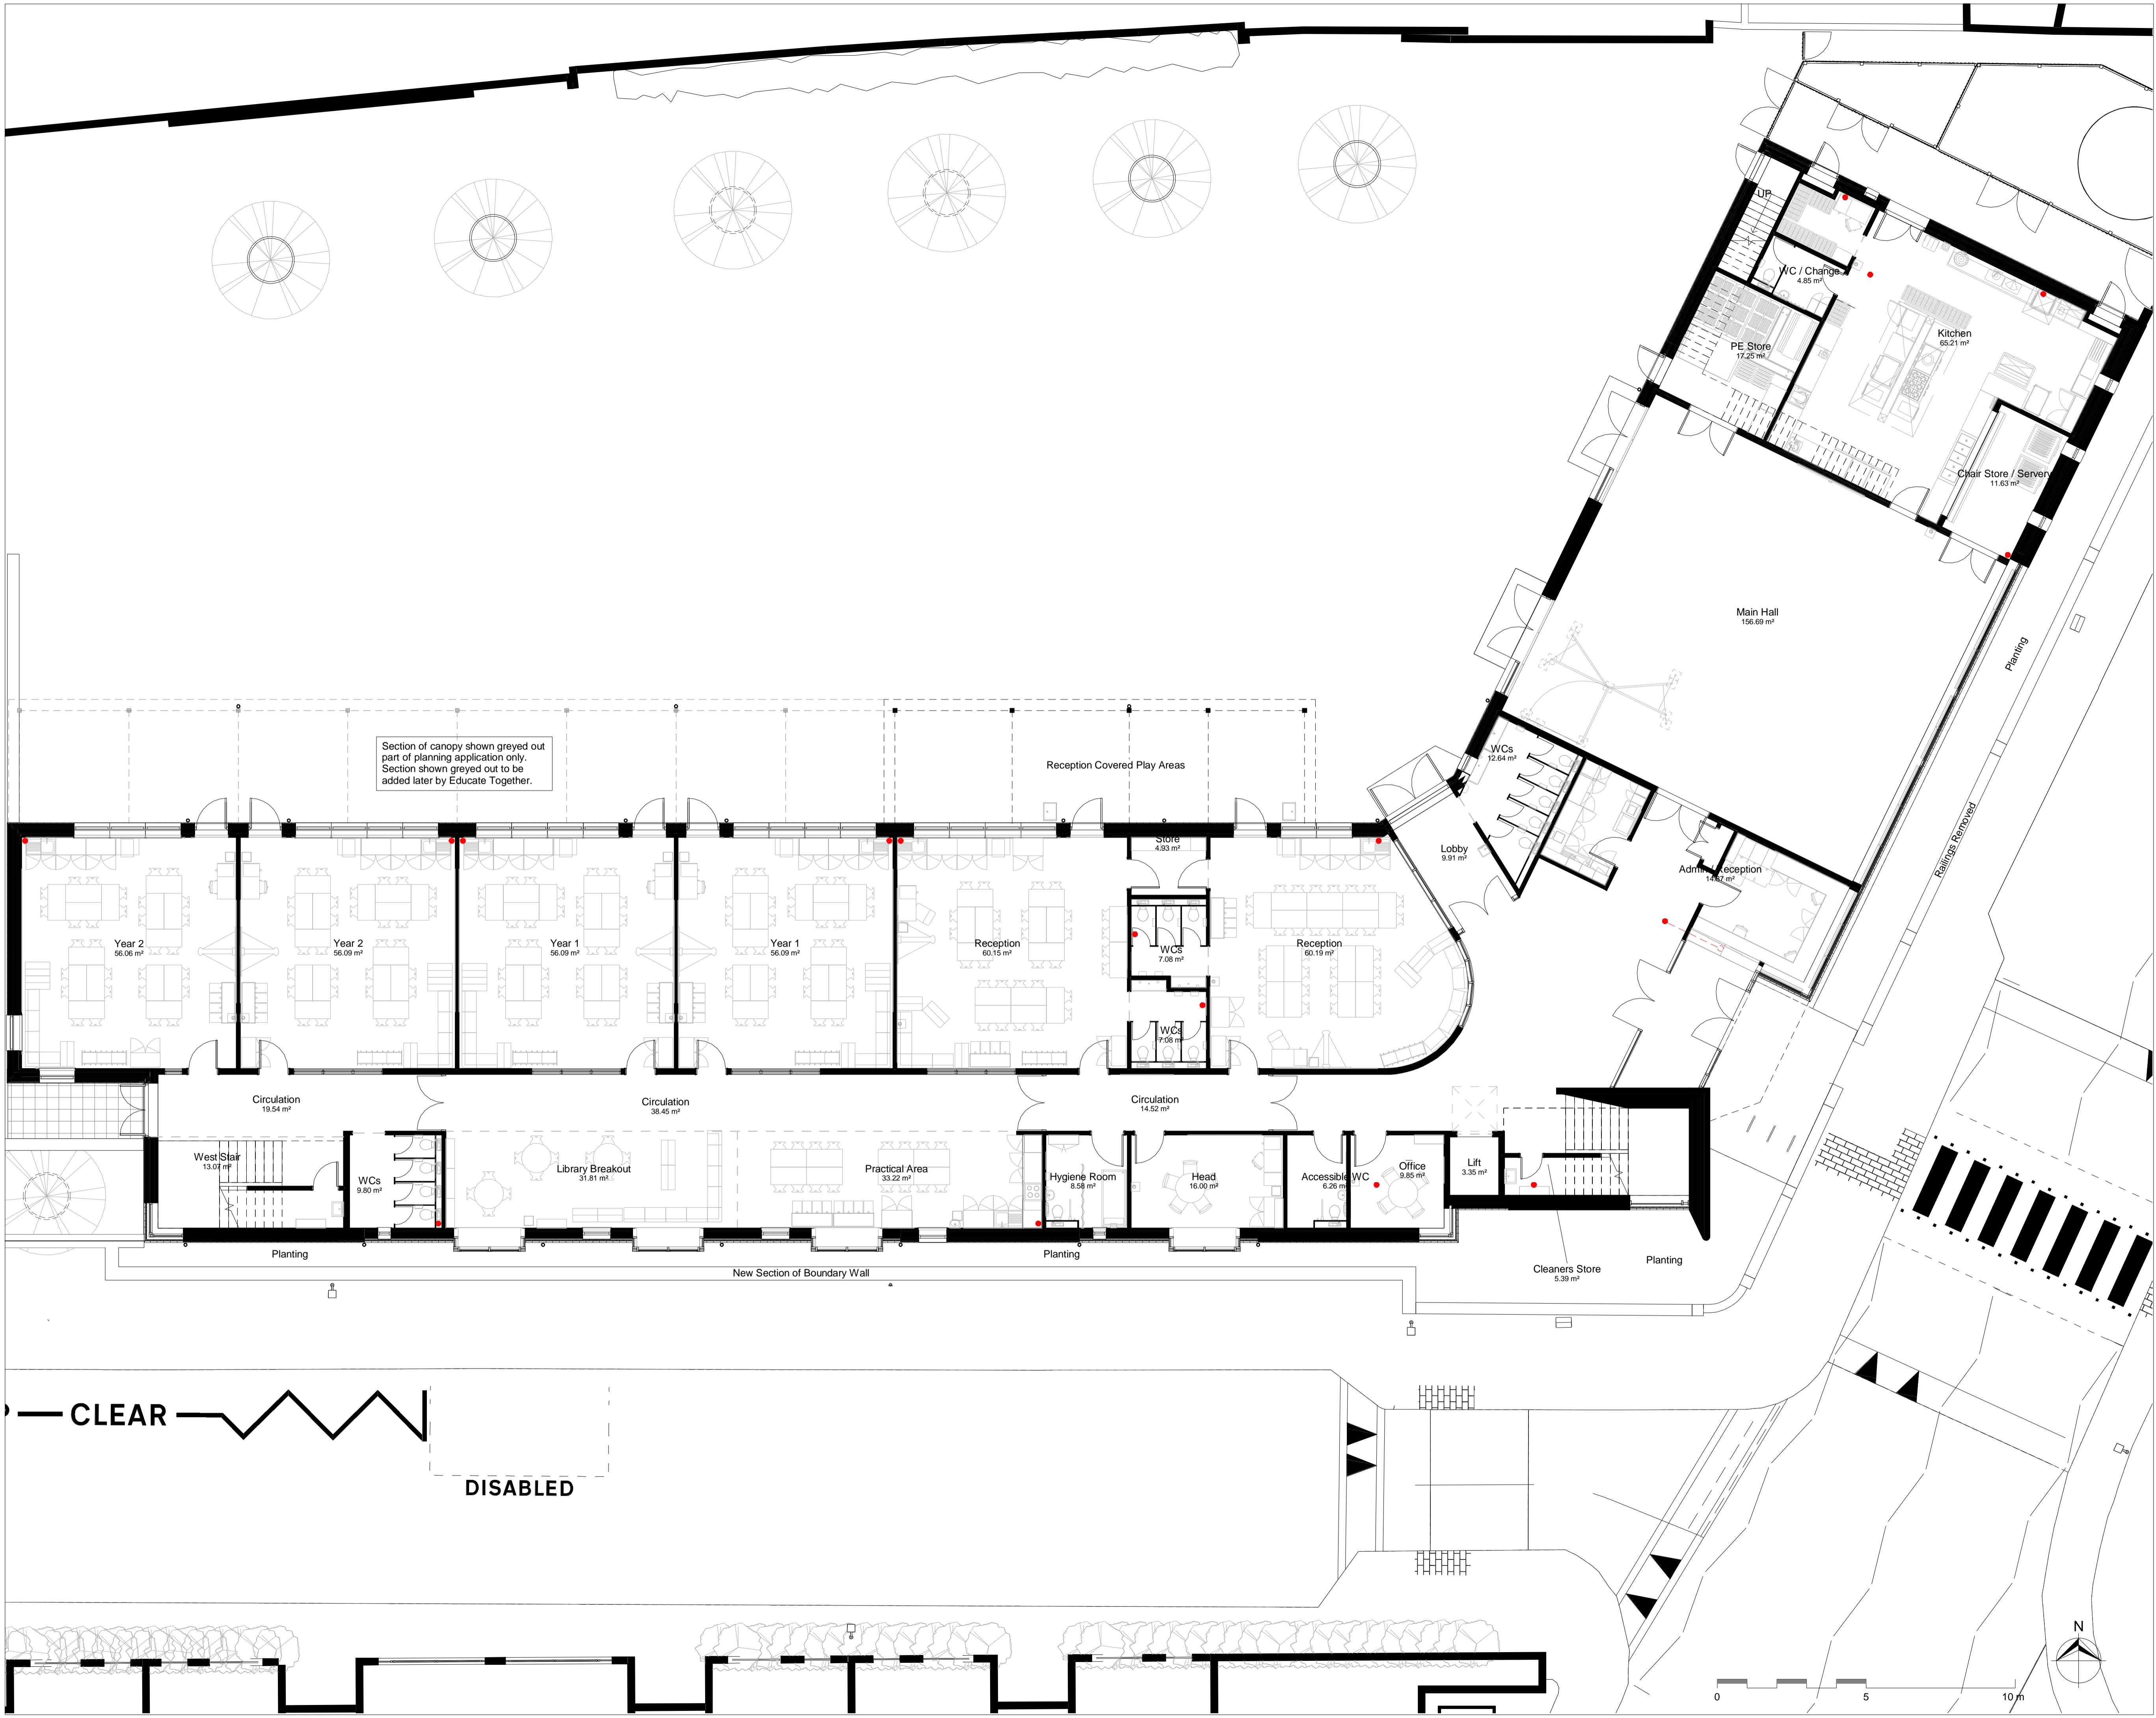 UP
WC / Change
4.85 m²
Kitchen
65.21 m²
PE Store
17.25 m²
Chair Store / Servery
11.63 m²
Main Hall
156.69 m²
Planting
Section of canopy shown greyed out
part of planning application only.
Section shown greyed out to be
added later by Educate Together.
Reception Covered Play Areas
WCs
12.64 m²
Railings Removed
Store
4.93 m²
Lobby
9.91 m²
Admin / Reception
m²
Year 2
56.06 m²
Year 2
56.09 m²
Year 1
56.09 m²
Year 1
56.09 m²
Reception
60.15 m²
WCs
7.08 m²
Reception
60.19 m²
WCs
7.08 m²
Circulation
19.54 m²
Circulation
38.45 m²
Circulation
14.52 m²
West Stair
13.07 m²
WCs
9.80 m²
Library Breakout
31.81 m²
Practical Area
33.22 m²
Hygiene Room
8.58 m²
Head
16.00 m²
Accessible WC
6.26 m²
Office
9.85 m²
Lift
3.35 m²
Planting
Planting
New Section of Boundary Wall
Cleaners Store
5.39 m²
Planting
CLEAR
DISABLED
N
0 5 10 m